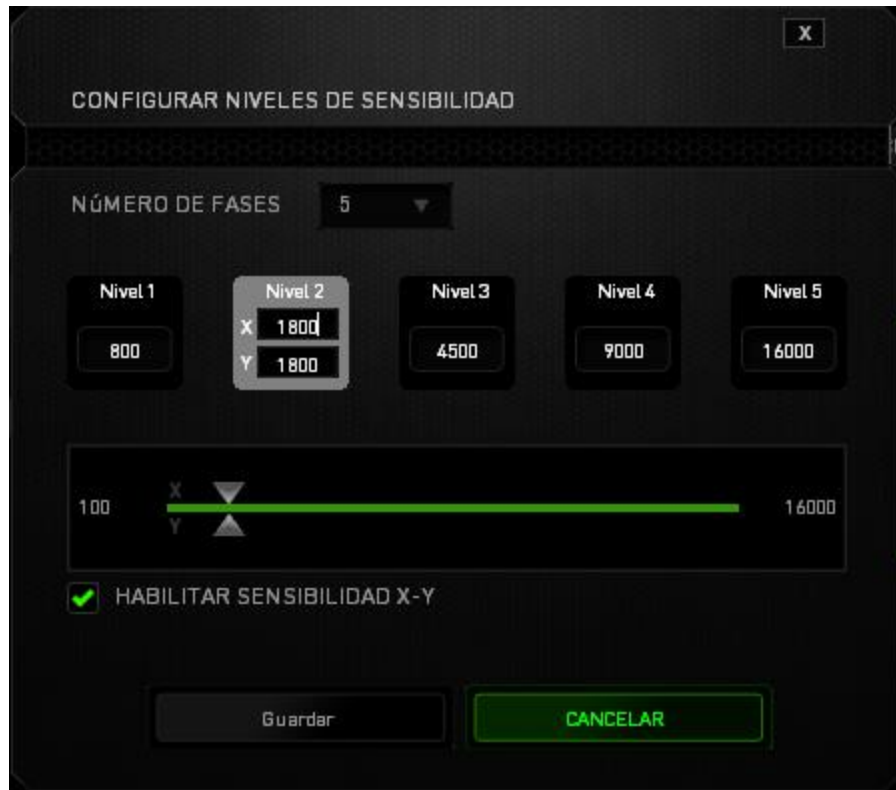 X
CONFIGURAR NIVELES DE SENSIBILIDAD
NúMERO DE FASES 5
Nivel 1 Nivel 2 Nivel 3 Nivel 4 Nivel 5
X 1800
800 4500 9000 16000
Y 1800
X
100 16000
Y
HABILITAR SENSIBILIDAD X-Y
Guardar CANCELAR